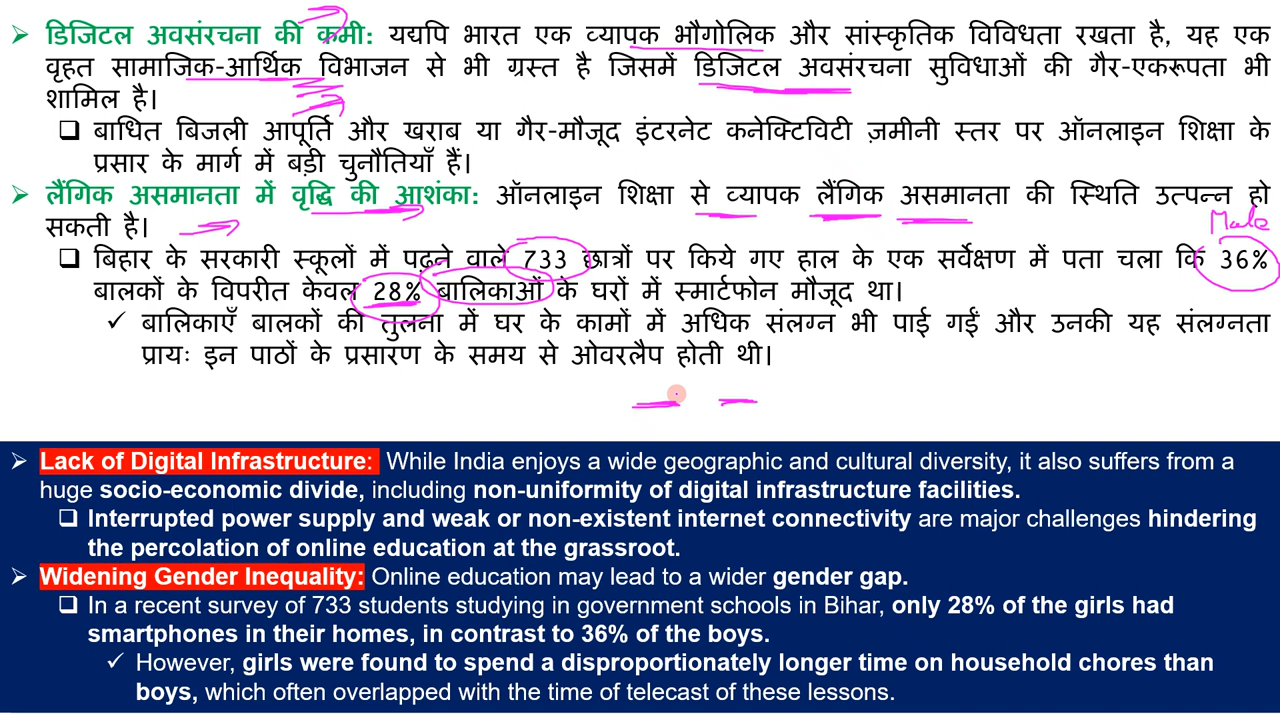 ➢ डिजिटल अवसंरचना की कमी: यद्यपि भारत एक व्यापक भौगोलिक और सांस्कृतिक विविधता रखता है, यह एक
वृहत सामाजिक-आर्थिक विभाजन से भी ग्रस्त है जिसमें डिजिटल अवसंरचना सुविधाओं की गैर-एकरूपता भी
शामिल है।
❑ बाधित बिजली आपूर्ति और खराब या गैर-मौजूद इंटरनेट कनेक्टिविटी ज़मीनी स्तर पर ऑनलाइन शिक्षा के
प्रसार के मार्ग में बड़ी चुनौतियाँ हैं।
➢ लैंगिक असमानता में वृद्धि की आशंका: ऑनलाइन शिक्षा से व्यापक लैंगिक असमानता की स्थिति उत्पन्न हो
सकती है।
Male
❑ बिहार के सरकारी स्कूलों में पढ़ने वाले 733 छात्रों पर किये गए हाल के एक सर्वेक्षण में पता चला कि 36%
बालकों के विपरीत केवल 28% बालिकाओं के घरों में स्मार्टफोन मौजूद था।
✓ बालिकाएँ बालकों की तुलना में घर के कामों में अधिक संलग्न भी पाई गईं और उनकी यह संलग्नता
प्रायः इन पाठों के प्रसारण के समय से ओवरलैप होती थी।
➢ Lack of Digital Infrastructure: While India enjoys a wide geographic and cultural diversity, it also suffers from a
huge socio-economic divide, including non-uniformity of digital infrastructure facilities.
❑ Interrupted power supply and weak or non-existent internet connectivity are major challenges hindering
the percolation of online education at the grassroot.
➢ Widening Gender Inequality: Online education may lead to a wider gender gap.
❑ In a recent survey of 733 students studying in government schools in Bihar, only 28% of the girls had
smartphones in their homes, in contrast to 36% of the boys.
✓ However, girls were found to spend a disproportionately longer time on household chores than
boys, which often overlapped with the time of telecast of these lessons.